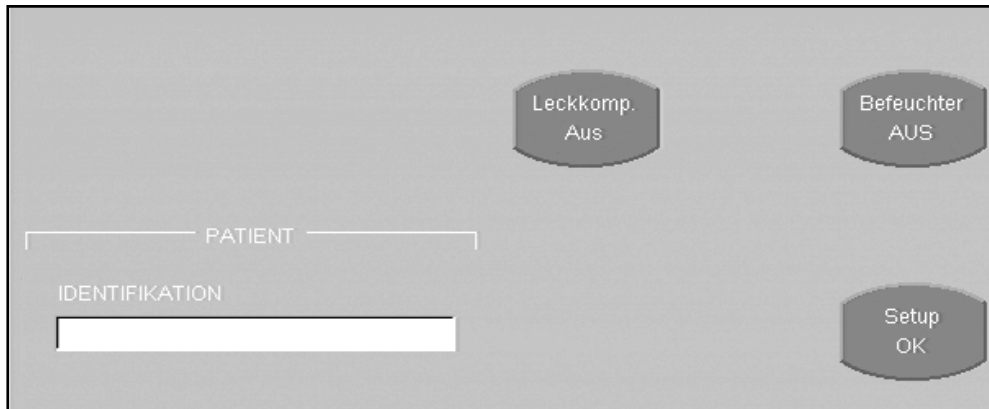 Leckkomp.
Aus
Befeuchter
AUS
PATIENT
IDENTIFIKATION
Setup
OK